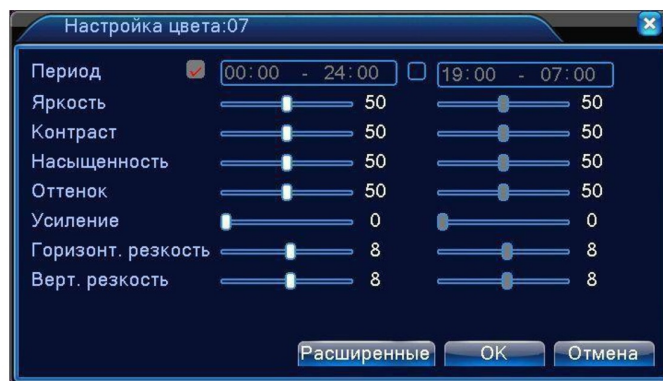 Настройка цвета:07
Период 00:00 - 24:00 19:00 - 07:00
Яркость 50 50
Контраст 50 50
Насыщенность 50 50
Оттенок 50 50
Усиление 0 0
Горизонт. резкость 8 8
Верт. резкость 8 8
Расширенные OK Отмена